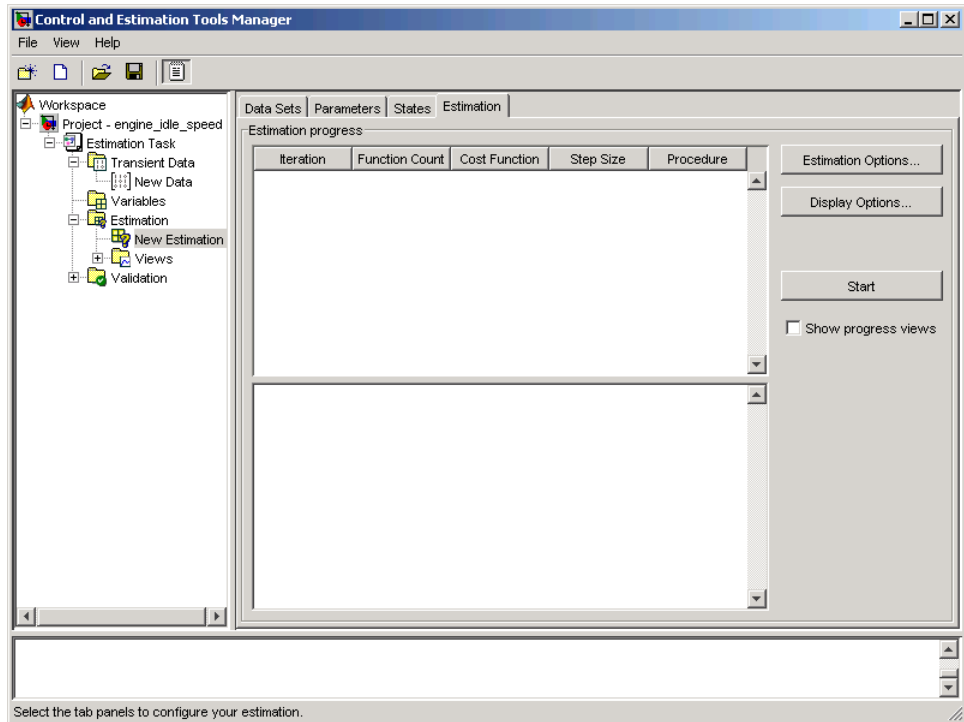 Control and Estimation Tools Manager
File View Help
Workspace
Project - engine_idle_speed
Estimation Task
Transient Data
New Data
Variables
Estimation
New Estimation
Views
Validation
Data Sets Parameters States Estimation
Estimation progress
Iteration Function Count Cost Function Step Size Procedure
Estimation Options...
Display Options...
Start
Show progress views
Select the tab panels to configure your estimation.